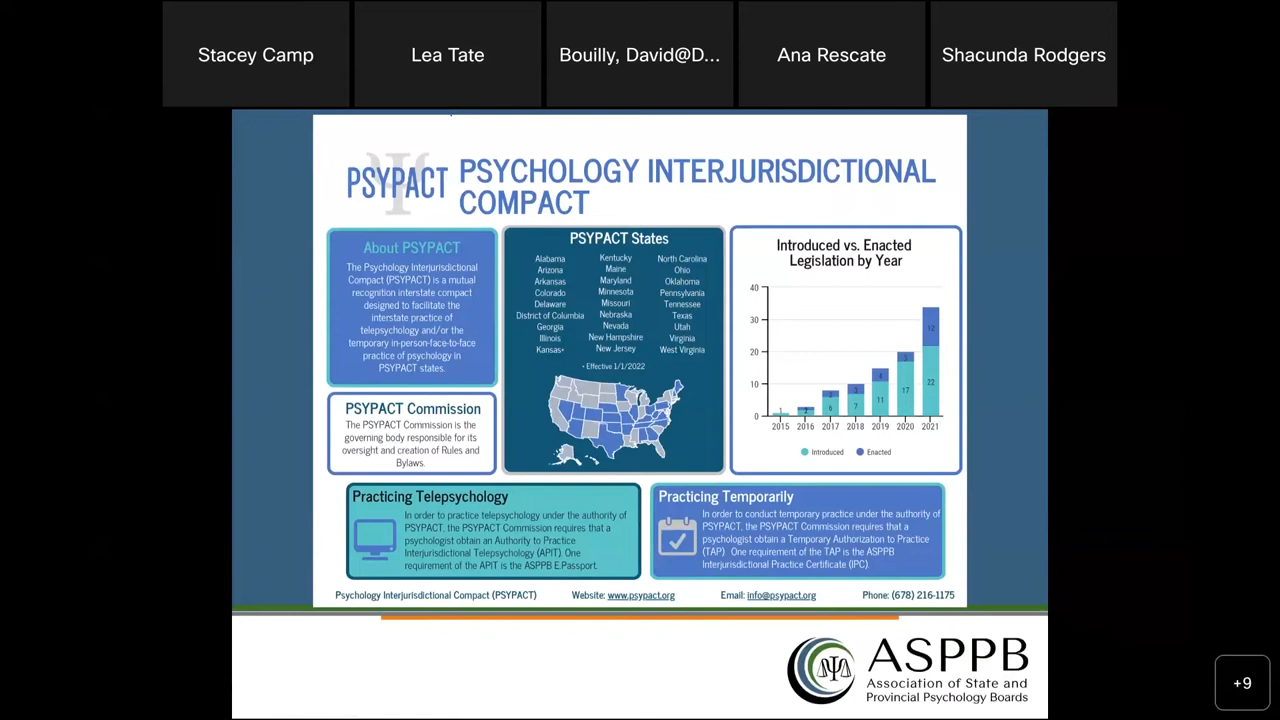 Stacey Camp
Lea Tate
Bouilly, David@D...
Ana Rescate
Shacunda Rodgers
PSYPACT
PSYCHOLOGY INTERJURISDICTIONAL
COMPACT
About PSYPACT
The Psychology Interjurisdictional
Compact (PSYPACT) is a mutual
recognition interstate compact
designed to facilitate the
interstate practice of
telepsychology and/or the
temporary in-person-face-to-face
practice of psychology in
PSYPACT states.
PSYPACT Commission
The PSYPACT Commission is the
governing body responsible for its
oversight and creation of Rules and
Bylaws.
PSYPACT States
Alabama
Arizona
Arkansas
Colorado
Delaware
District of Columbia
Georgia
Illinois
Kansas*
Kentucky
Maine
Maryland
Minnesota
Missouri
Nebraska
Nevada
New Hampshire
New Jersey
North Carolina
Ohio
Oklahoma
Pennsylvania
Tennessee
Texas
Utah
Virginia
West Virginia
* Effective 1/1/2022
Introduced vs. Enacted
Legislation by Year
40
30
20
10
0
1
6
7
11
4
17
3
22
12
2015 2016 2017 2018 2019 2020 2021
Introduced Enacted
Practicing Telepsychology
In order to practice telepsychology under the authority of
PSYPACT, the PSYPACT Commission requires that a
psychologist obtain an Authority to Practice
Interjurisdictional Telepsychology (APIT). One
requirement of the APIT is the ASPPB E.Passport.
Practicing Temporarily
In order to conduct temporary practice under the authority of
PSYPACT, the PSYPACT Commission requires that a
psychologist obtain a Temporary Authorization to Practice
(TAP). One requirement of the TAP is the ASPPB
Interjurisdictional Practice Certificate (IPC).
Psychology Interjurisdictional Compact (PSYPACT) Website: www.psypact.org Email: info@psypact.org Phone: (678) 216-1175
ASPPB
Association of State and
Provincial Psychology Boards
+9